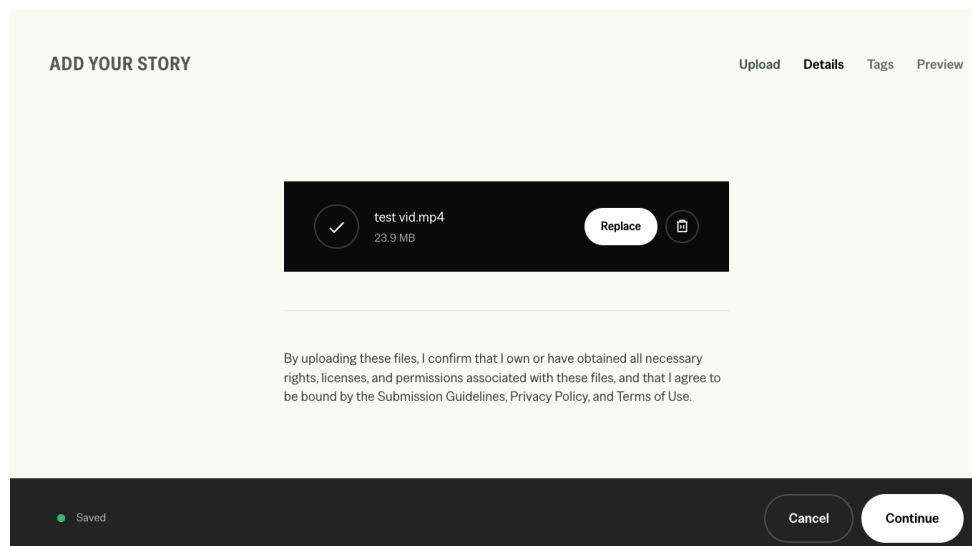 ADD YOUR STORY
Upload Details Tags Preview
test vid.mp4
23.9 MB
Replace
By uploading these files, I confirm that I own or have obtained all necessary
rights, licenses, and permissions associated with these files, and that I agree to
be bound by the Submission Guidelines, Privacy Policy, and Terms of Use.
Saved
Cancel
Continue